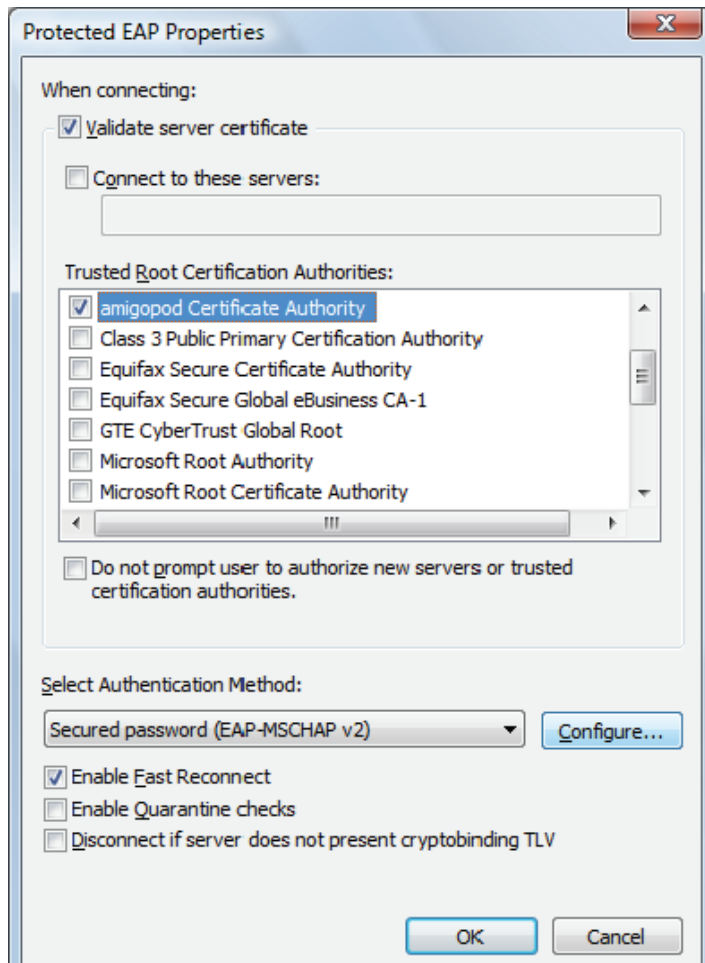 Protected EAP Properties
When connecting:
Validate server certificate
Connect to these servers:
Trusted Root Certification Authorities:
amigopod Certificate Authority
Class 3 Public Primary Certification Authority
Equifax Secure Certificate Authority
Equifax Secure Global eBusiness CA-1
GTE CyberTrust Global Root
Microsoft Root Authority
Microsoft Root Certificate Authority
Do not prompt user to authorize new servers or trusted
certification authorities.
Select Authentication Method:
Secured password (EAP-MSCHAP v2) Configure...
Enable Fast Reconnect
Enable Quarantine checks
Disconnect if server does not present cryptobinding TLV
OK Cancel